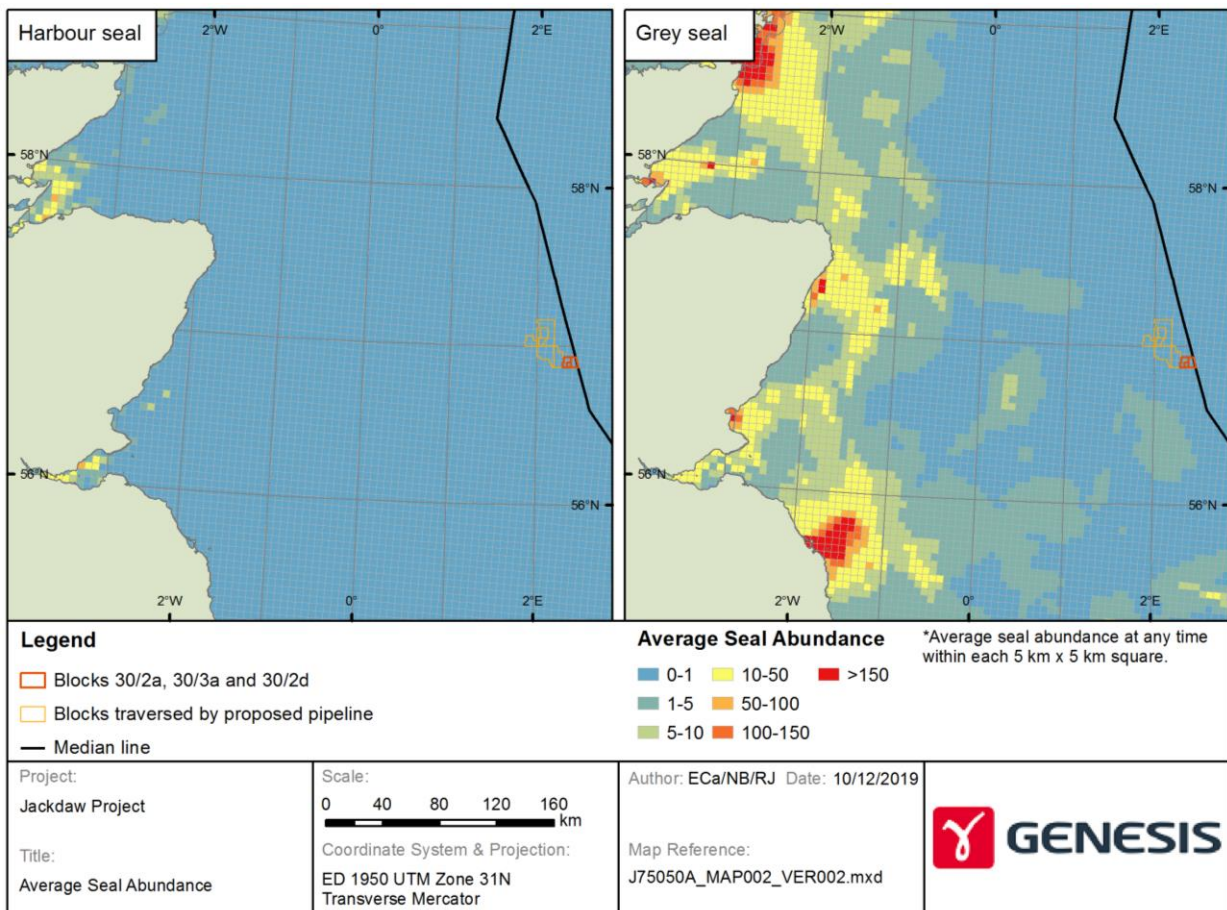 Harbour seal
2°W
0°
2°E
58°N
58°N
56°N
56°N
2°W
0°
2°E
Grey seal
2°W
0°
2°E
58°N
58°N
56°N
56°N
2°W
0°
2°E
Legend
Blocks 30/2a, 30/3a and 30/2d
Blocks traversed by proposed pipeline
Median line
Average Seal Abundance
0-1
10-50
>150
1-5
50-100
5-10
100-150
*Average seal abundance at any time
within each 5 km x 5 km square.
Project:
Jackdaw Project
Title:
Average Seal Abundance
Scale:
0 40 80 120 160
km
Coordinate System & Projection:
ED 1950 UTM Zone 31N
Transverse Mercator
Author: ECa/NB/RJ Date: 10/12/2019
Map Reference:
J75050A_MAP002_VER002.mxd
GENESIS